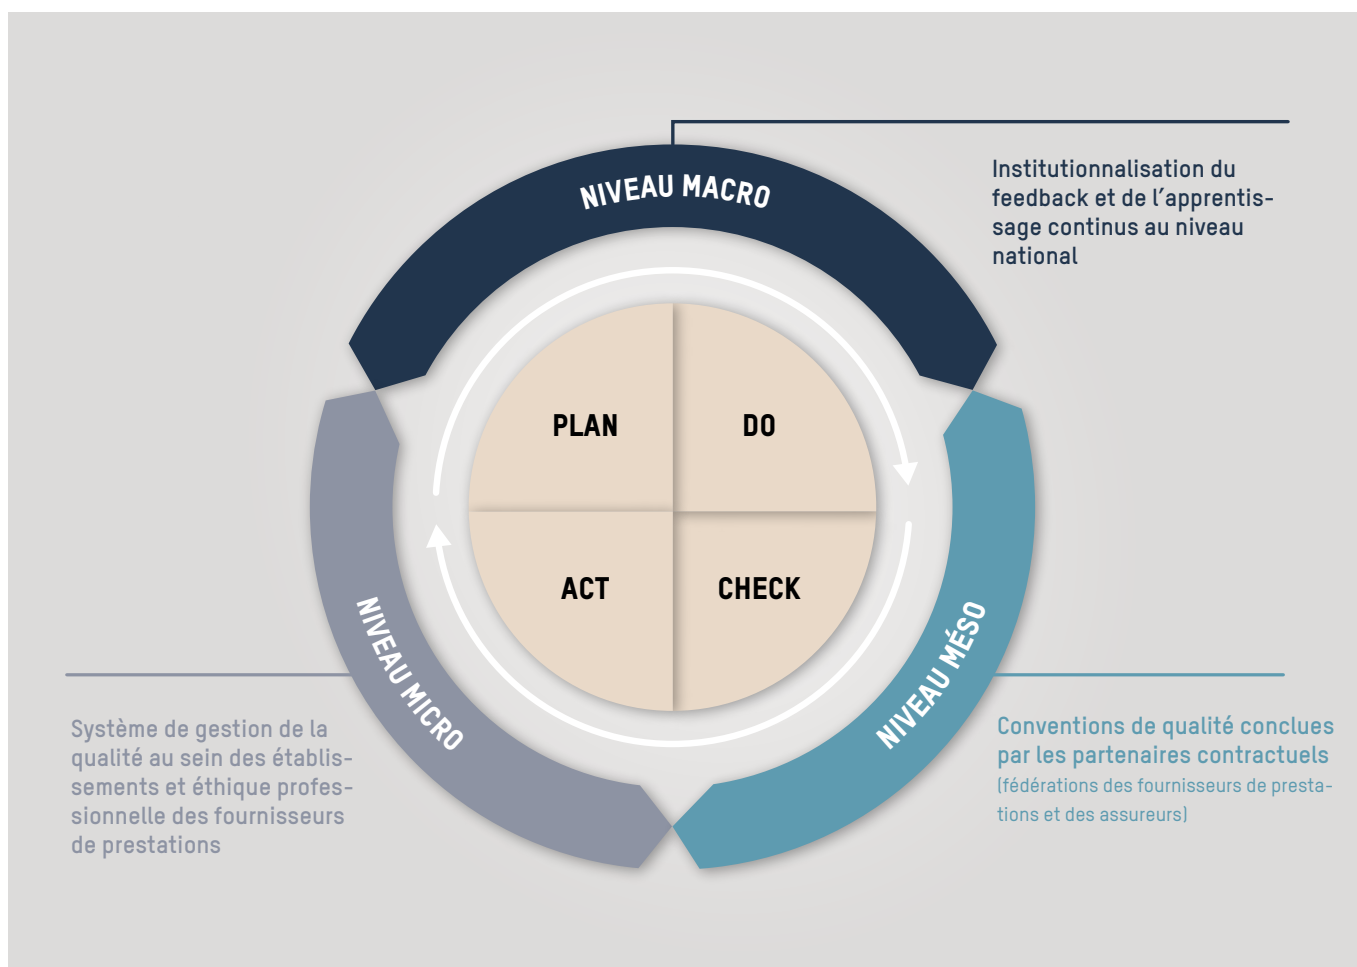 NIVEAU MACRO
Institutionnalisation du
feedback et de l’apprentis-
sage continus au niveau
national
PLAN
DO
ACT
CHECK
NIVEAU MICRO
NIVEAU MÉSO
Système de gestion de la
qualité au sein des établis-
sements et éthique profes-
sionnelle des fournisseurs
de prestations
Conventions de qualité conclues
par les partenaires contractuels
(fédérations des fournisseurs de presta-
tions et des assureurs)